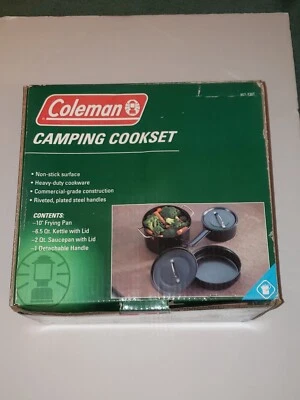 Coleman
CAMPING COOKSET
• Non-stick surface
• Heavy-duty cookware
• Commercial-grade construction
• Riveted, plated steel handles
CONTENTS:
–10" Frying Pan
–4.5 Qt. Kettle with Lid
–2 Qt. Saucepan with Lid
–1 Detachable Handle